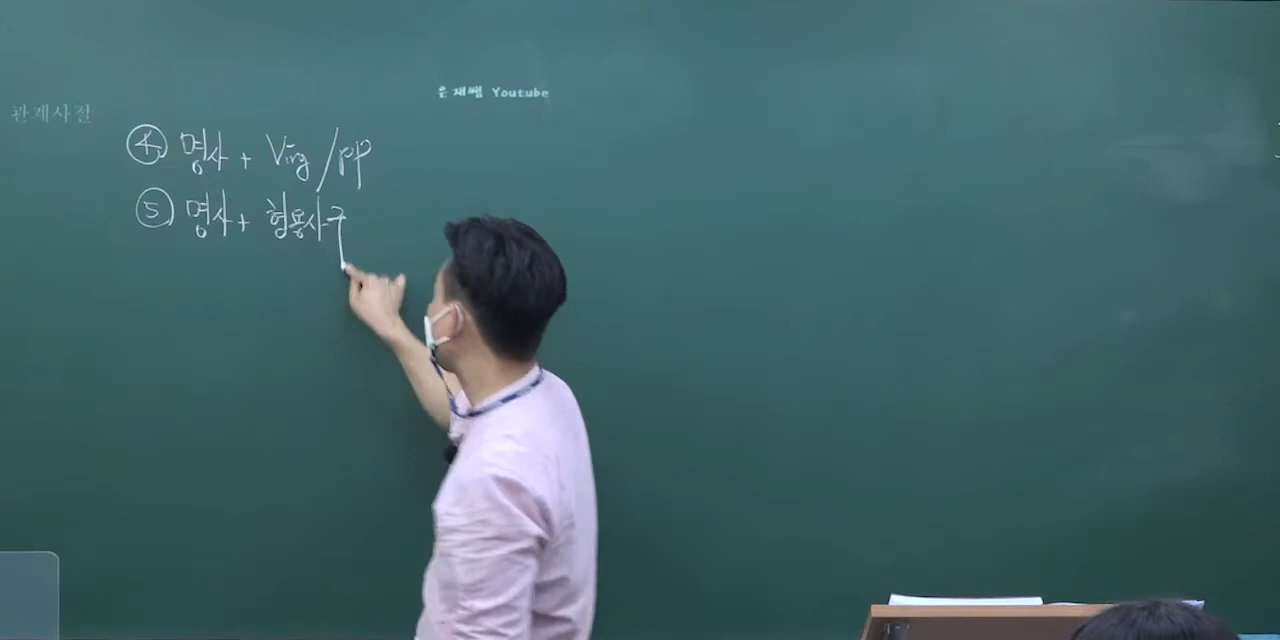 은재쌤 Youtube
관계사절
④ 명사 + Ving / PP
⑤ 명사 + 형용사구